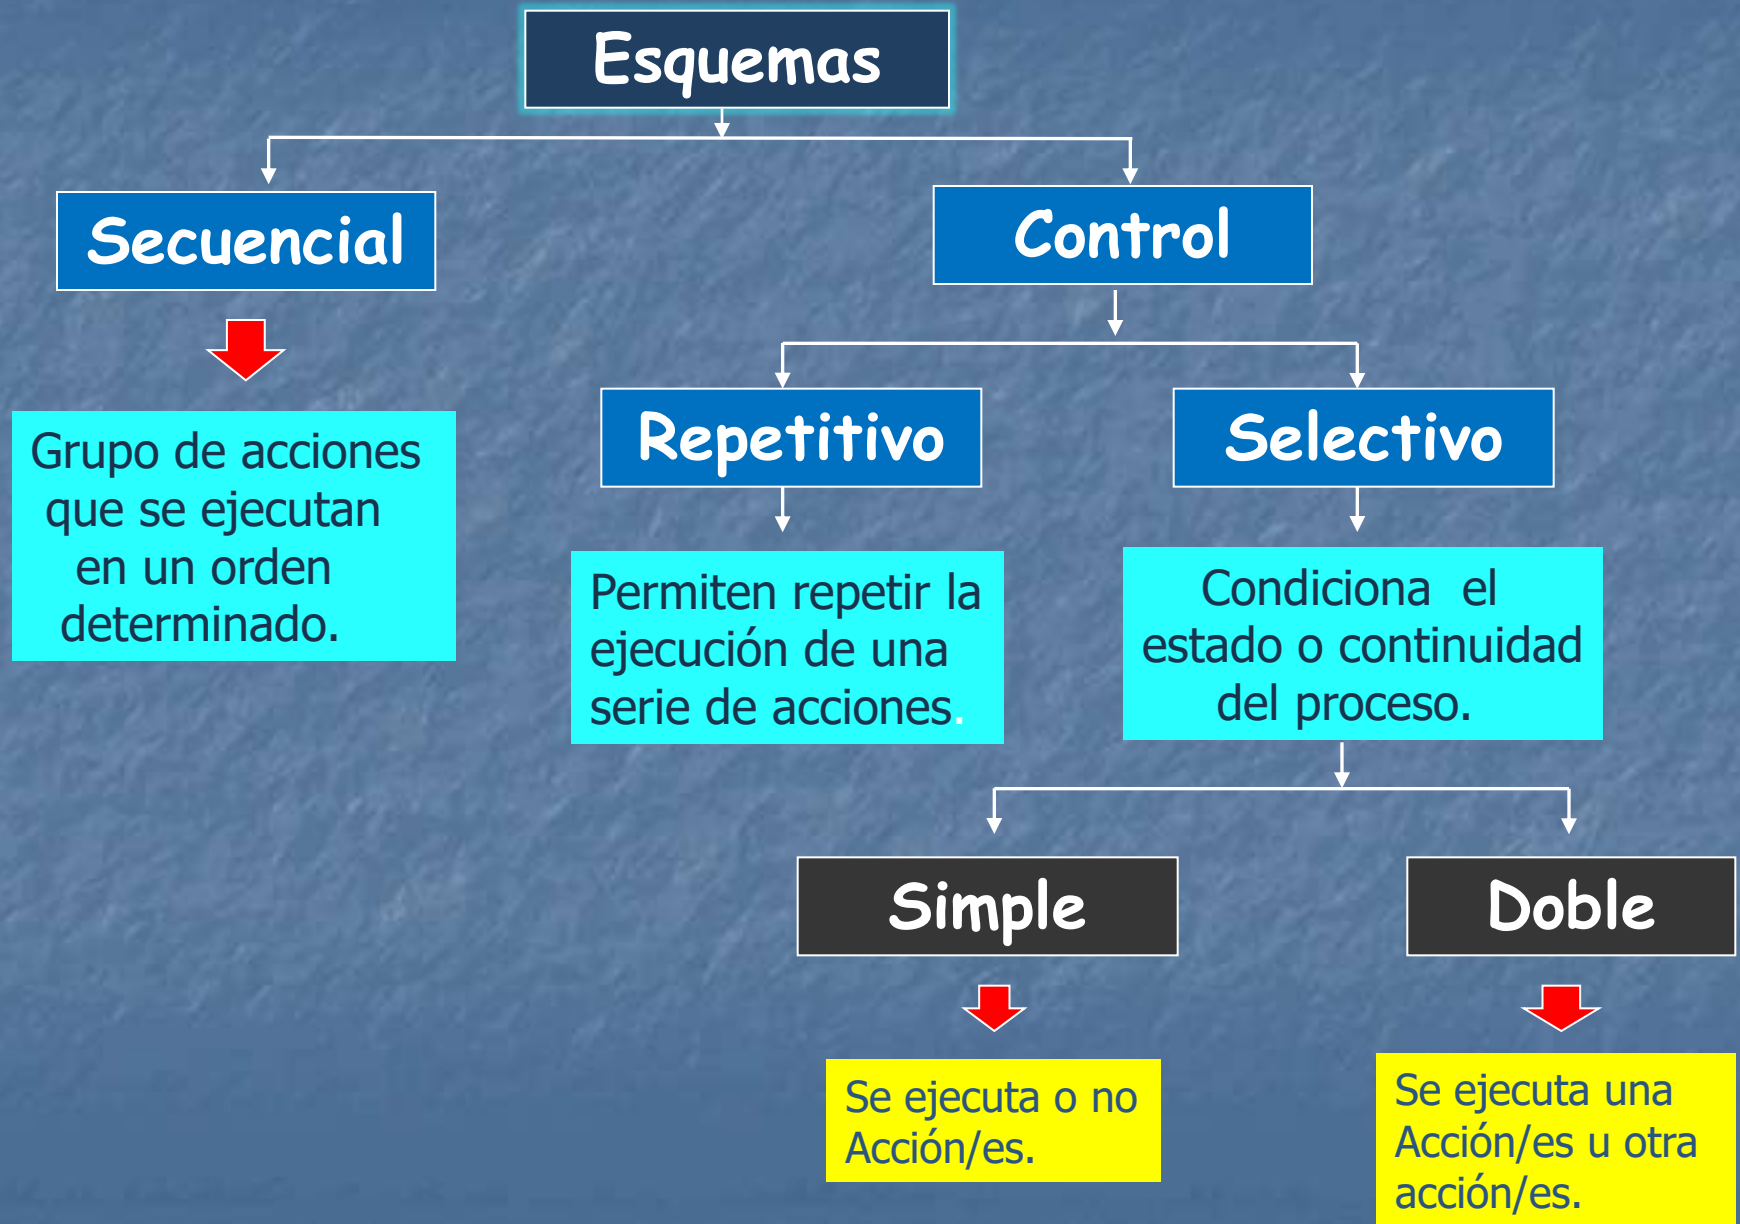 Esquemas
Secuencial
Control
Grupo de acciones
que se ejecutan
en un orden
determinado.
Repetitivo
Selectivo
Permiten repetir la
ejecución de una
serie de acciones.
Condiciona el
estado o continuidad
del proceso.
Simple
Doble
Se ejecuta o no
Acción/es.
Se ejecuta una
Acción/es u otra
acción/es.